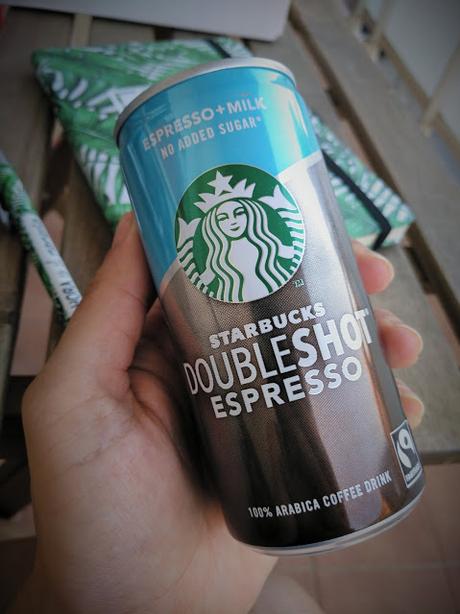 ESPRESSO+MILK
NO ADDED SUGAR*
STARBUCKS
DOUBLESHOT®
ESPRESSO
100% ARABICA COFFEE DRINK